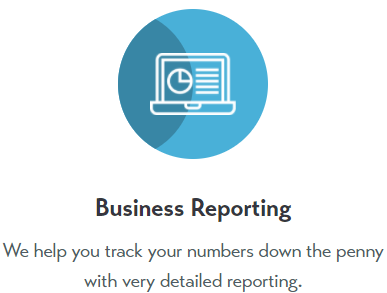 Business Reporting
We help you track your numbers down the penny
with very detailed reporting.